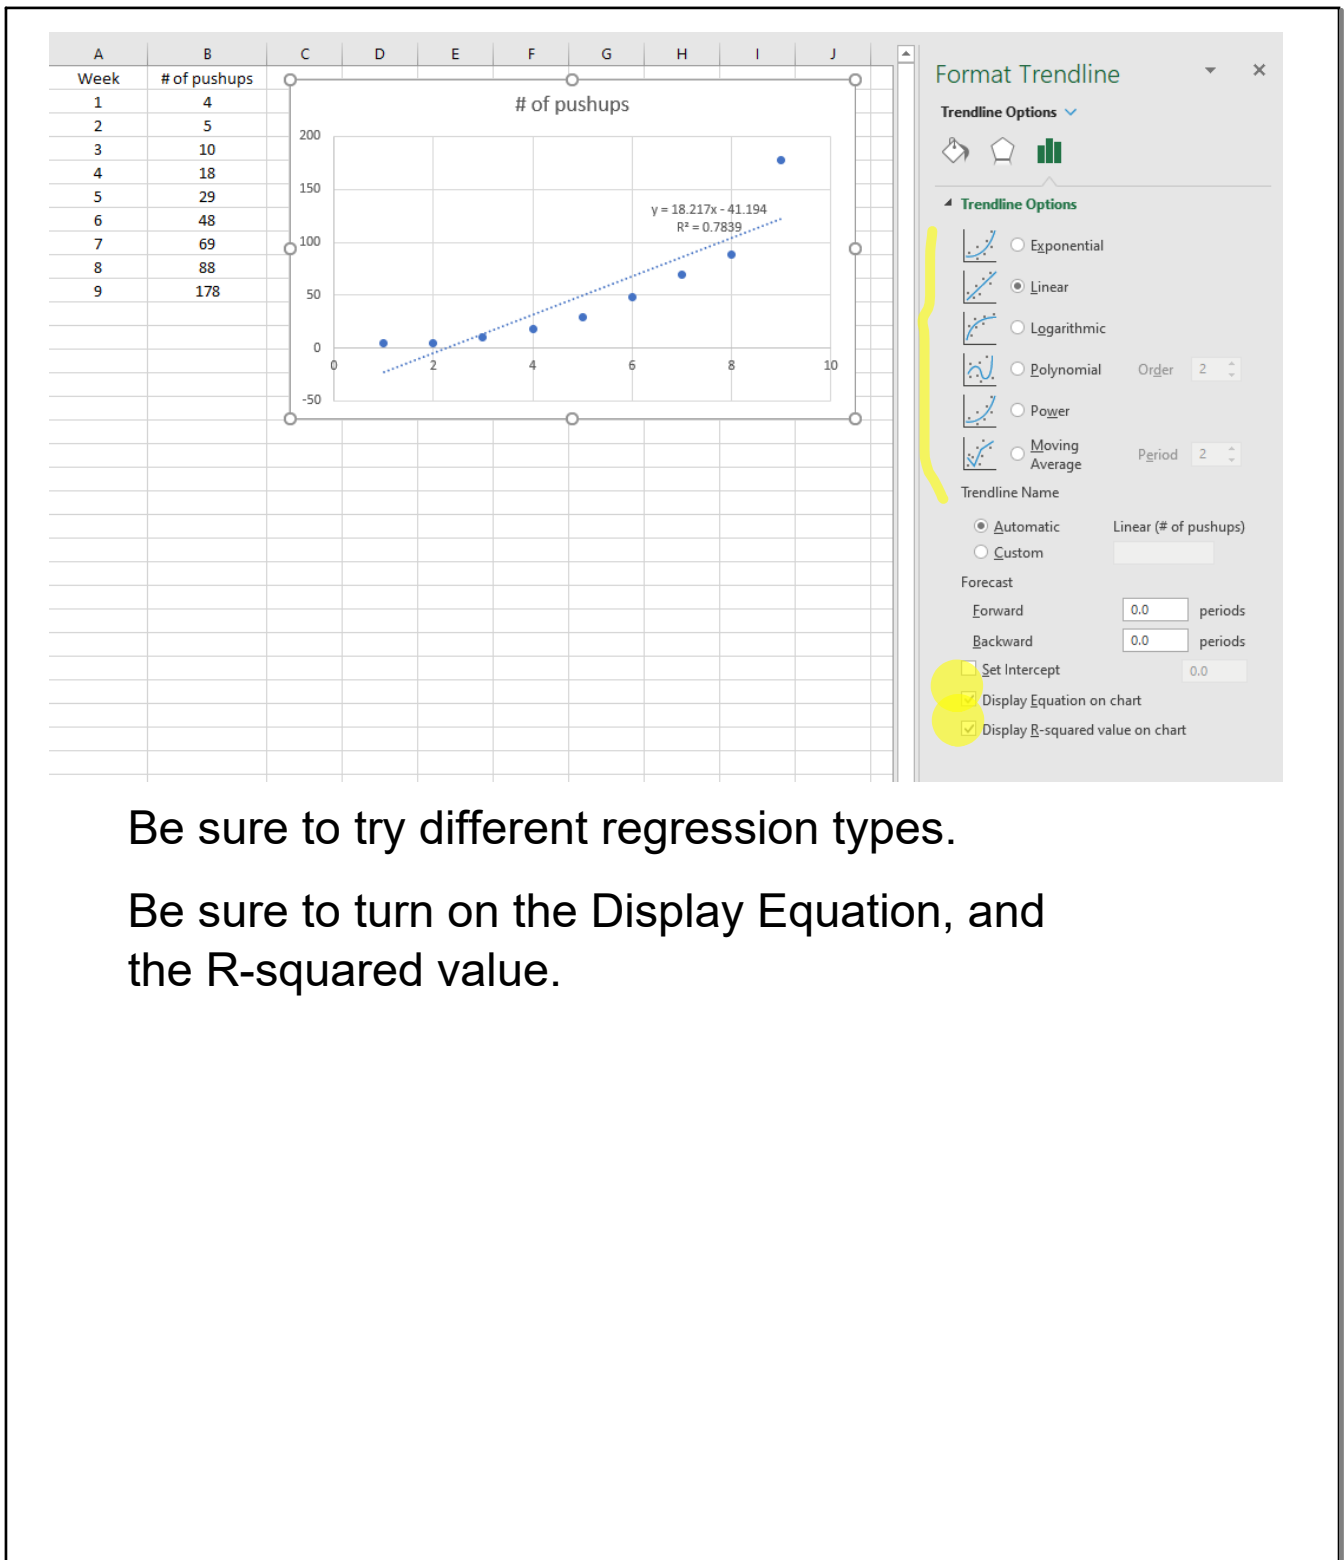 A B C D E F G H I J
Week # of pushups
1 4
2 5
3 10
4 18
5 29
6 48
7 69
8 88
9 178
# of pushups
200
150
100
50
0
-50
0 2 4 6 8 10
y = 18.217x - 41.194
R² = 0.7839
Format Trendline
Trendline Options
Trendline Options
Exponential
Linear
Logarithmic
Polynomial Order 2
Power
Moving Average Period 2
Trendline Name
Automatic Linear (# of pushups)
Custom
Forecast
Forward 0.0 periods
Backward 0.0 periods
Set Intercept 0.0
Display Equation on chart
Display R-squared value on chart
Be sure to try different regression types.
Be sure to turn on the Display Equation, and
the R-squared value.